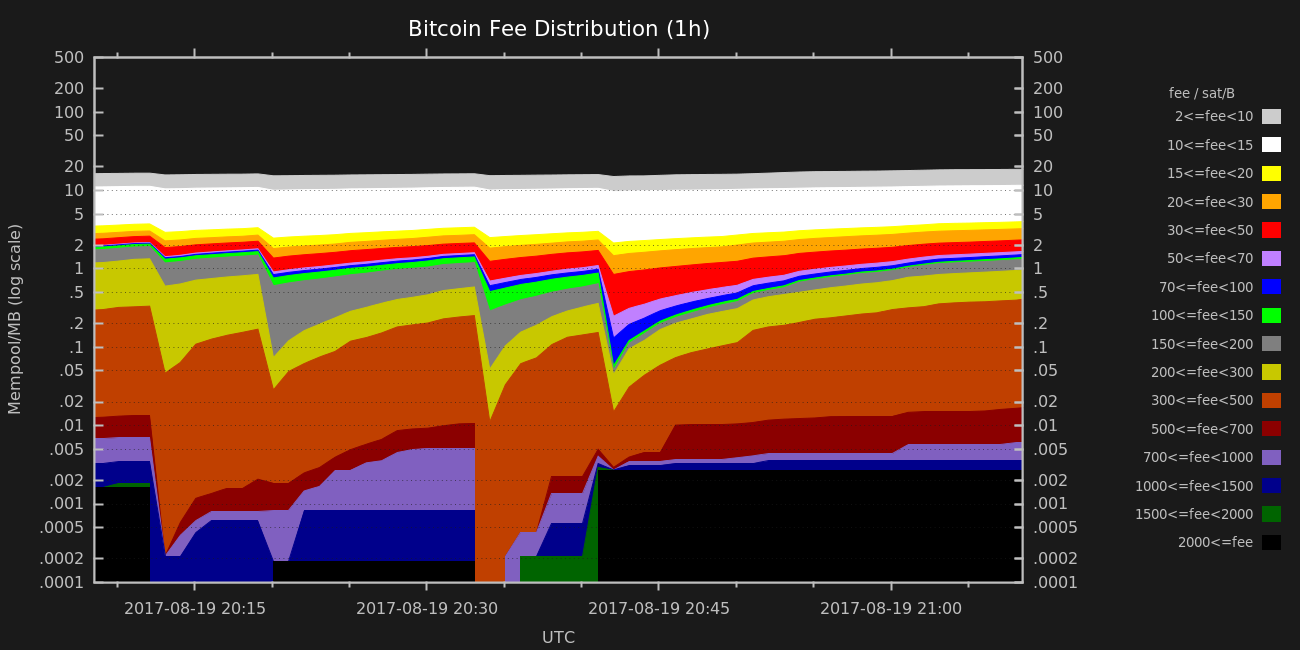 Bitcoin Fee Distribution (1h)
500 500
200 200
100 100
50 50
20 20
10 10
5 5
2 2
1 1
.5 .5
.2 .2
.1 .1
.05 .05
.02 .02
.01 .01
.005 .005
.002 .002
.001 .001
.0005 .0005
.0002 .0002
.0001 .0001
Mempool/MB (log scale)
2017-08-19 20:15 2017-08-19 20:30 2017-08-19 20:45 2017-08-19 21:00
UTC
fee / sat/B
2<=fee<10
10<=fee<15
15<=fee<20
20<=fee<30
30<=fee<50
50<=fee<70
70<=fee<100
100<=fee<150
150<=fee<200
200<=fee<300
300<=fee<500
500<=fee<700
700<=fee<1000
1000<=fee<1500
1500<=fee<2000
2000<=fee